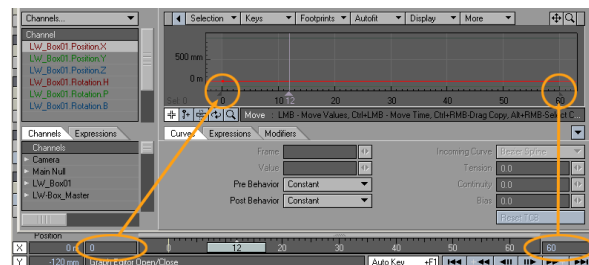 Channels... Selection Keys Footprints Autofit Display More
Channel
LW_Box01.Position.X
LW_Box01.Position.Y
LW_Box01.Position.Z
LW_Box01.Rotation.H
LW_Box01.Rotation.P
LW_Box01.Rotation.B
500 mm
0 m
Set: 0 0 10 12 20 30 40 50 60
Move : LMB - Move Values, Ctrl+LMB - Move Time, Ctrl+RMB-Drag Copy, Alt+RMB-Select C...
Channels Expressions
Curves Expressions Modifiers
Channels
Camera
Main Null
LW_Box01
LW-Box_Master
Frame
Value
Pre Behavior Constant
Post Behavior Constant
Incoming Curve Bezier Spline
Tension 0.0
Continuity 0.0
Bias 0.0
Reset TCB
Position
X 0 m 0 0 12 20 30 40 50 60 60
Y -120 mm Graph Editor Open/Close Auto Key +F1